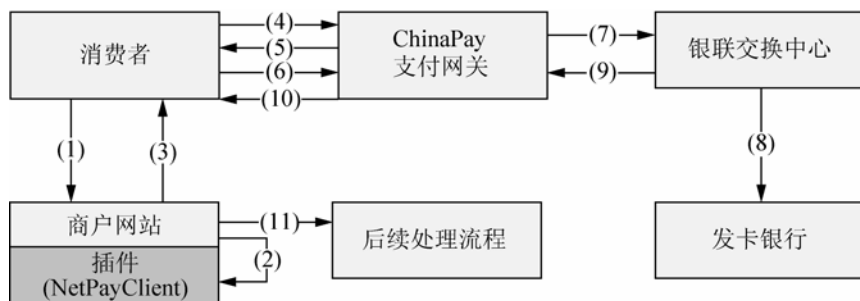 (4)
消费者
(5)
(6)
(10)
ChinaPay
支付网关
(7)
(9)
银联交换中心
(1)
(3)
(8)
商户网站
(11)
后续处理流程
发卡银行
(2)
插件
(NetPayClient)